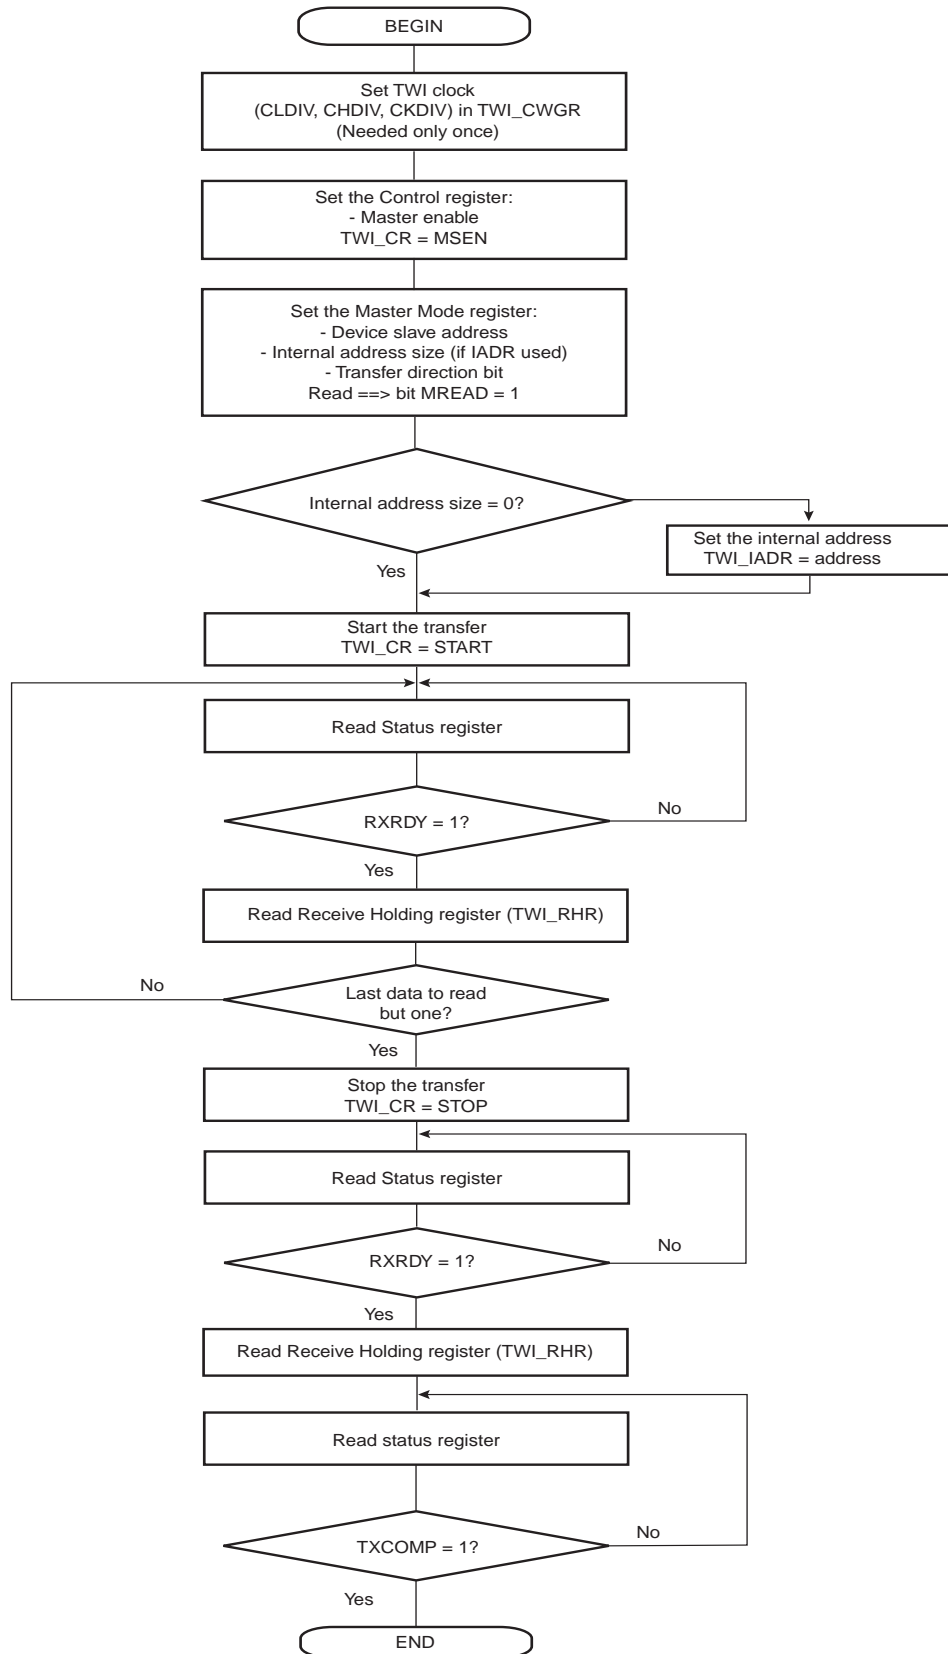 BEGIN
Set TWI clock
(CLDIV, CHDIV, CKDIV) in TWI_CWGR
(Needed only once)
Set the Control register:
- Master enable
TWI_CR = MSEN
Set the Master Mode register:
- Device slave address
- Internal address size (if IADR used)
- Transfer direction bit
Read ==> bit MREAD = 1
Internal address size = 0?
Set the internal address
TWI_IADR = address
Yes
Start the transfer
TWI_CR = START
Read Status register
RXRDY = 1?
No
Yes
Read Receive Holding register (TWI_RHR)
No
Last data to read
but one?
Yes
Stop the transfer
TWI_CR = STOP
Read Status register
RXRDY = 1?
No
Yes
Read Receive Holding register (TWI_RHR)
Read status register
TXCOMP = 1?
No
Yes
END